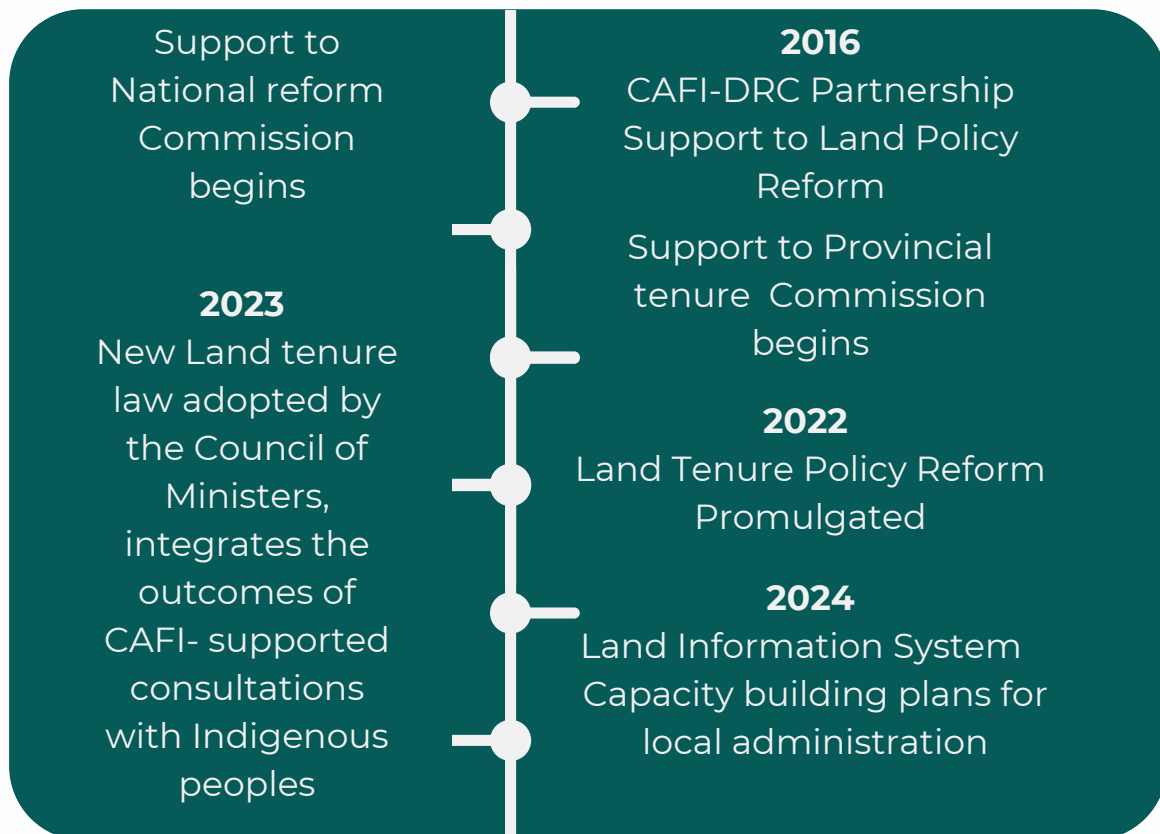 Support to
National reform
Commission
begins
2023
New Land tenure
law adopted by
the Council of
Ministers,
integrates the
outcomes of
CAFI- supported
consultations
with Indigenous
peoples
2016
CAFI-DRC Partnership
Support to Land Policy
Reform
Support to Provincial
tenure  Commission
begins
2022
Land Tenure Policy Reform
Promulgated
2024
Land Information System
Capacity building plans for
local administration